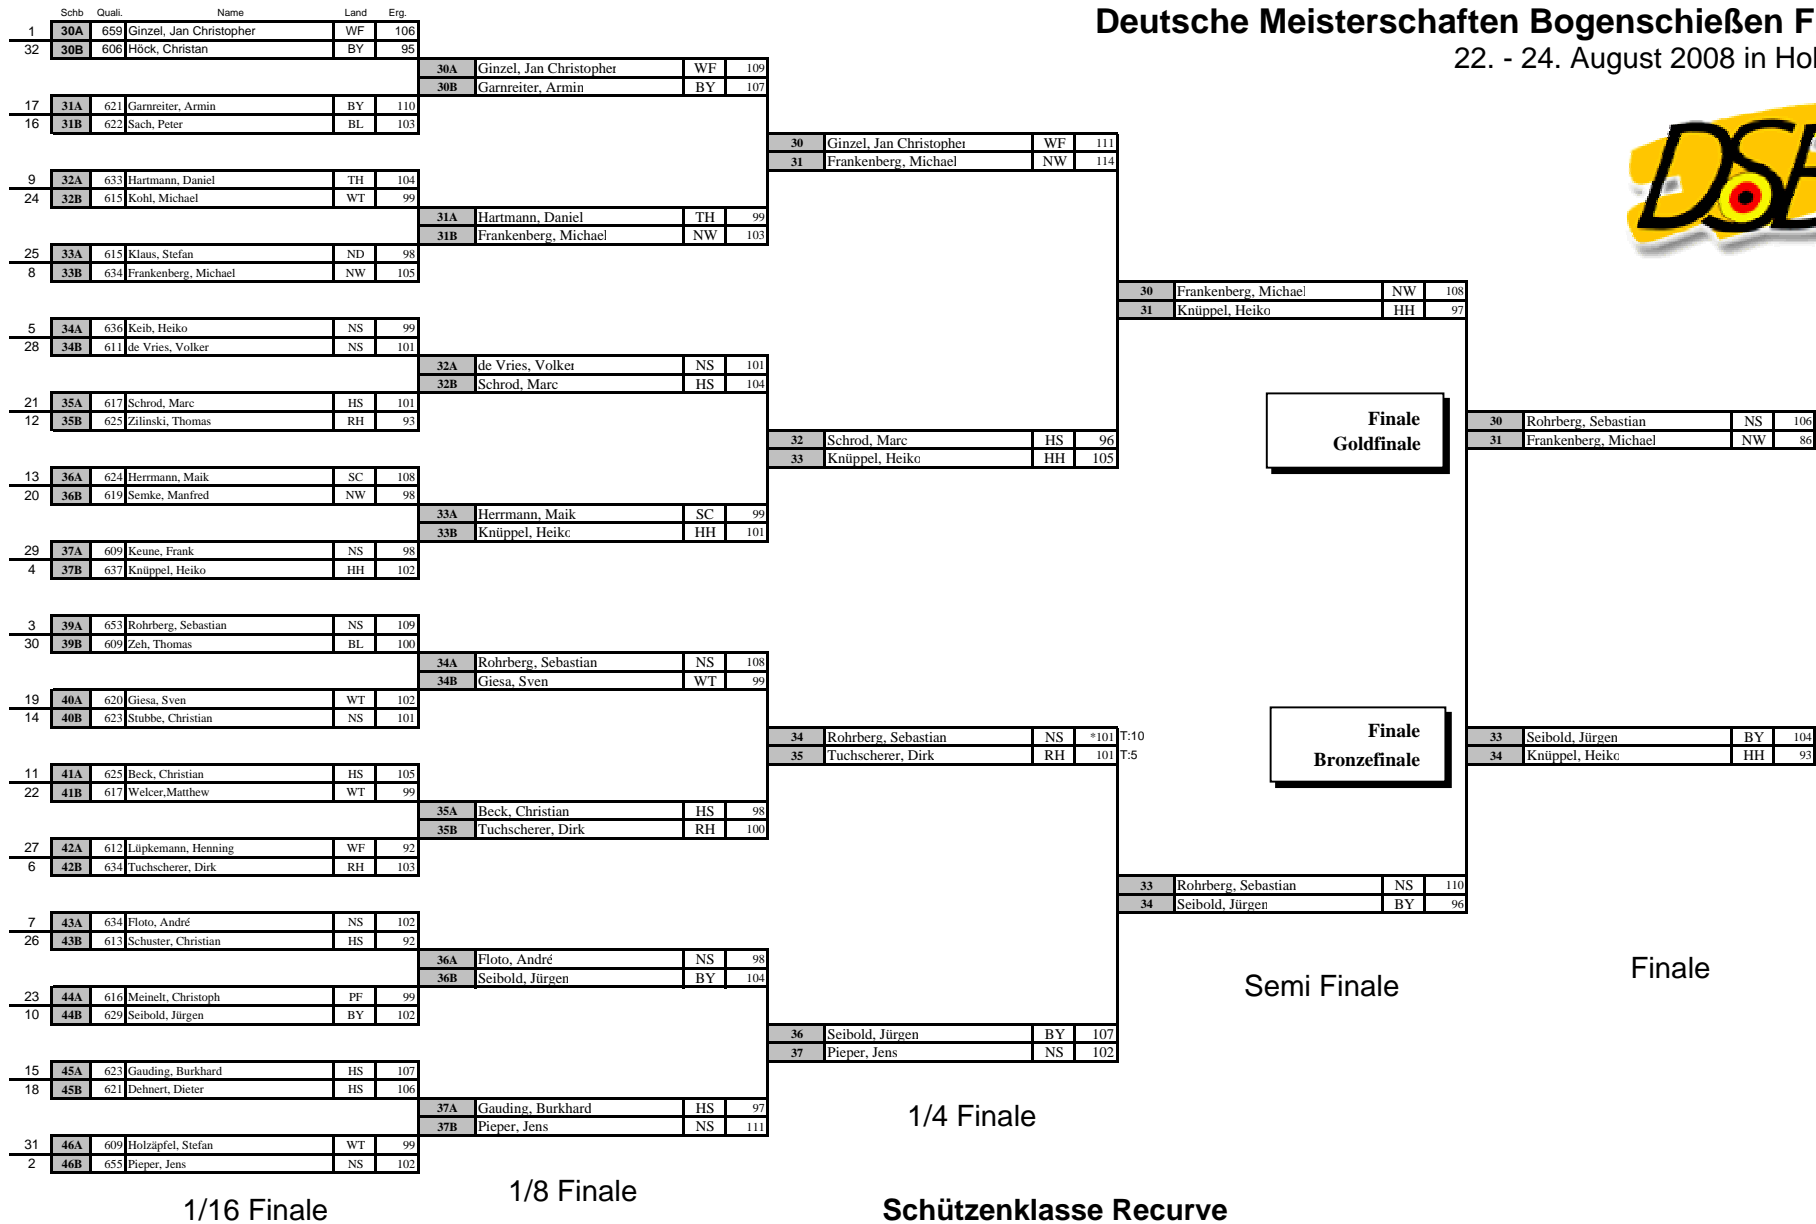 Deutsche Meisterschaften Bogenschießen F
22. - 24. August 2008 in Hol
DSB
Schb Quali. Name Land Erg.
1 30A 659 Ginzel, Jan Christopher WF 106
32 30B 606 Höck, Christan BY 95
17 31A 621 Garnreiter, Armin BY 110
16 31B 622 Sach, Peter BL 103
9 32A 633 Hartmann, Daniel TH 104
24 32B 615 Kohl, Michael WT 99
25 33A 615 Klaus, Stefan ND 98
8 33B 634 Frankenberg, Michael NW 105
5 34A 636 Keib, Heiko NS 99
28 34B 611 de Vries, Volker NS 101
21 35A 617 Schrod, Marc HS 101
12 35B 625 Zilinski, Thomas RH 93
13 36A 624 Herrmann, Maik SC 108
20 36B 619 Semke, Manfred NW 98
29 37A 609 Keune, Frank NS 98
4 37B 637 Knüppel, Heiko HH 102
3 39A 653 Rohrberg, Sebastian NS 109
30 39B 609 Zeh, Thomas BL 100
19 40A 620 Giesa, Sven WT 102
14 40B 623 Stubbe, Christian NS 101
11 41A 625 Beck, Christian HS 105
22 41B 617 Welcer,Matthew WT 99
27 42A 612 Lüpkemann, Henning WF 92
6 42B 634 Tuchscherer, Dirk RH 103
7 43A 634 Floto, André NS 102
26 43B 613 Schuster, Christian HS 92
23 44A 616 Meinelt, Christoph PF 99
10 44B 629 Seibold, Jürgen BY 102
15 45A 623 Gauding, Burkhard HS 107
18 45B 621 Dehnert, Dieter HS 106
31 46A 609 Holzäpfel, Stefan WT 99
2 46B 655 Pieper, Jens NS 102
1/16 Finale
30A Ginzel, Jan Christopher WF 109
30B Garnreiter, Armin BY 107
31A Hartmann, Daniel TH 99
31B Frankenberg, Michael NW 103
32A de Vries, Volker NS 101
32B Schrod, Marc HS 104
33A Herrmann, Maik SC 99
33B Knüppel, Heiko HH 101
34A Rohrberg, Sebastian NS 108
34B Giesa, Sven WT 99
35A Beck, Christian HS 98
35B Tuchscherer, Dirk RH 100
36A Floto, André NS 98
36B Seibold, Jürgen BY 104
37A Gauding, Burkhard HS 97
37B Pieper, Jens NS 111
1/8 Finale
30 Ginzel, Jan Christopher WF 111
31 Frankenberg, Michael NW 114
32 Schrod, Marc HS 96
33 Knüppel, Heiko HH 105
34 Rohrberg, Sebastian NS *101 T:10
35 Tuchscherer, Dirk RH 101 T:5
36 Seibold, Jürgen BY 107
37 Pieper, Jens NS 102
1/4 Finale
30 Frankenberg, Michael NW 108
31 Knüppel, Heiko HH 97
33 Rohrberg, Sebastian NS 110
34 Seibold, Jürgen BY 96
Semi Finale
Finale
Goldfinale
30 Rohrberg, Sebastian NS 106
31 Frankenberg, Michael NW 86
Finale
Bronzefinale
33 Seibold, Jürgen BY 104
34 Knüppel, Heiko HH 93
Finale
Schützenklasse Recurve